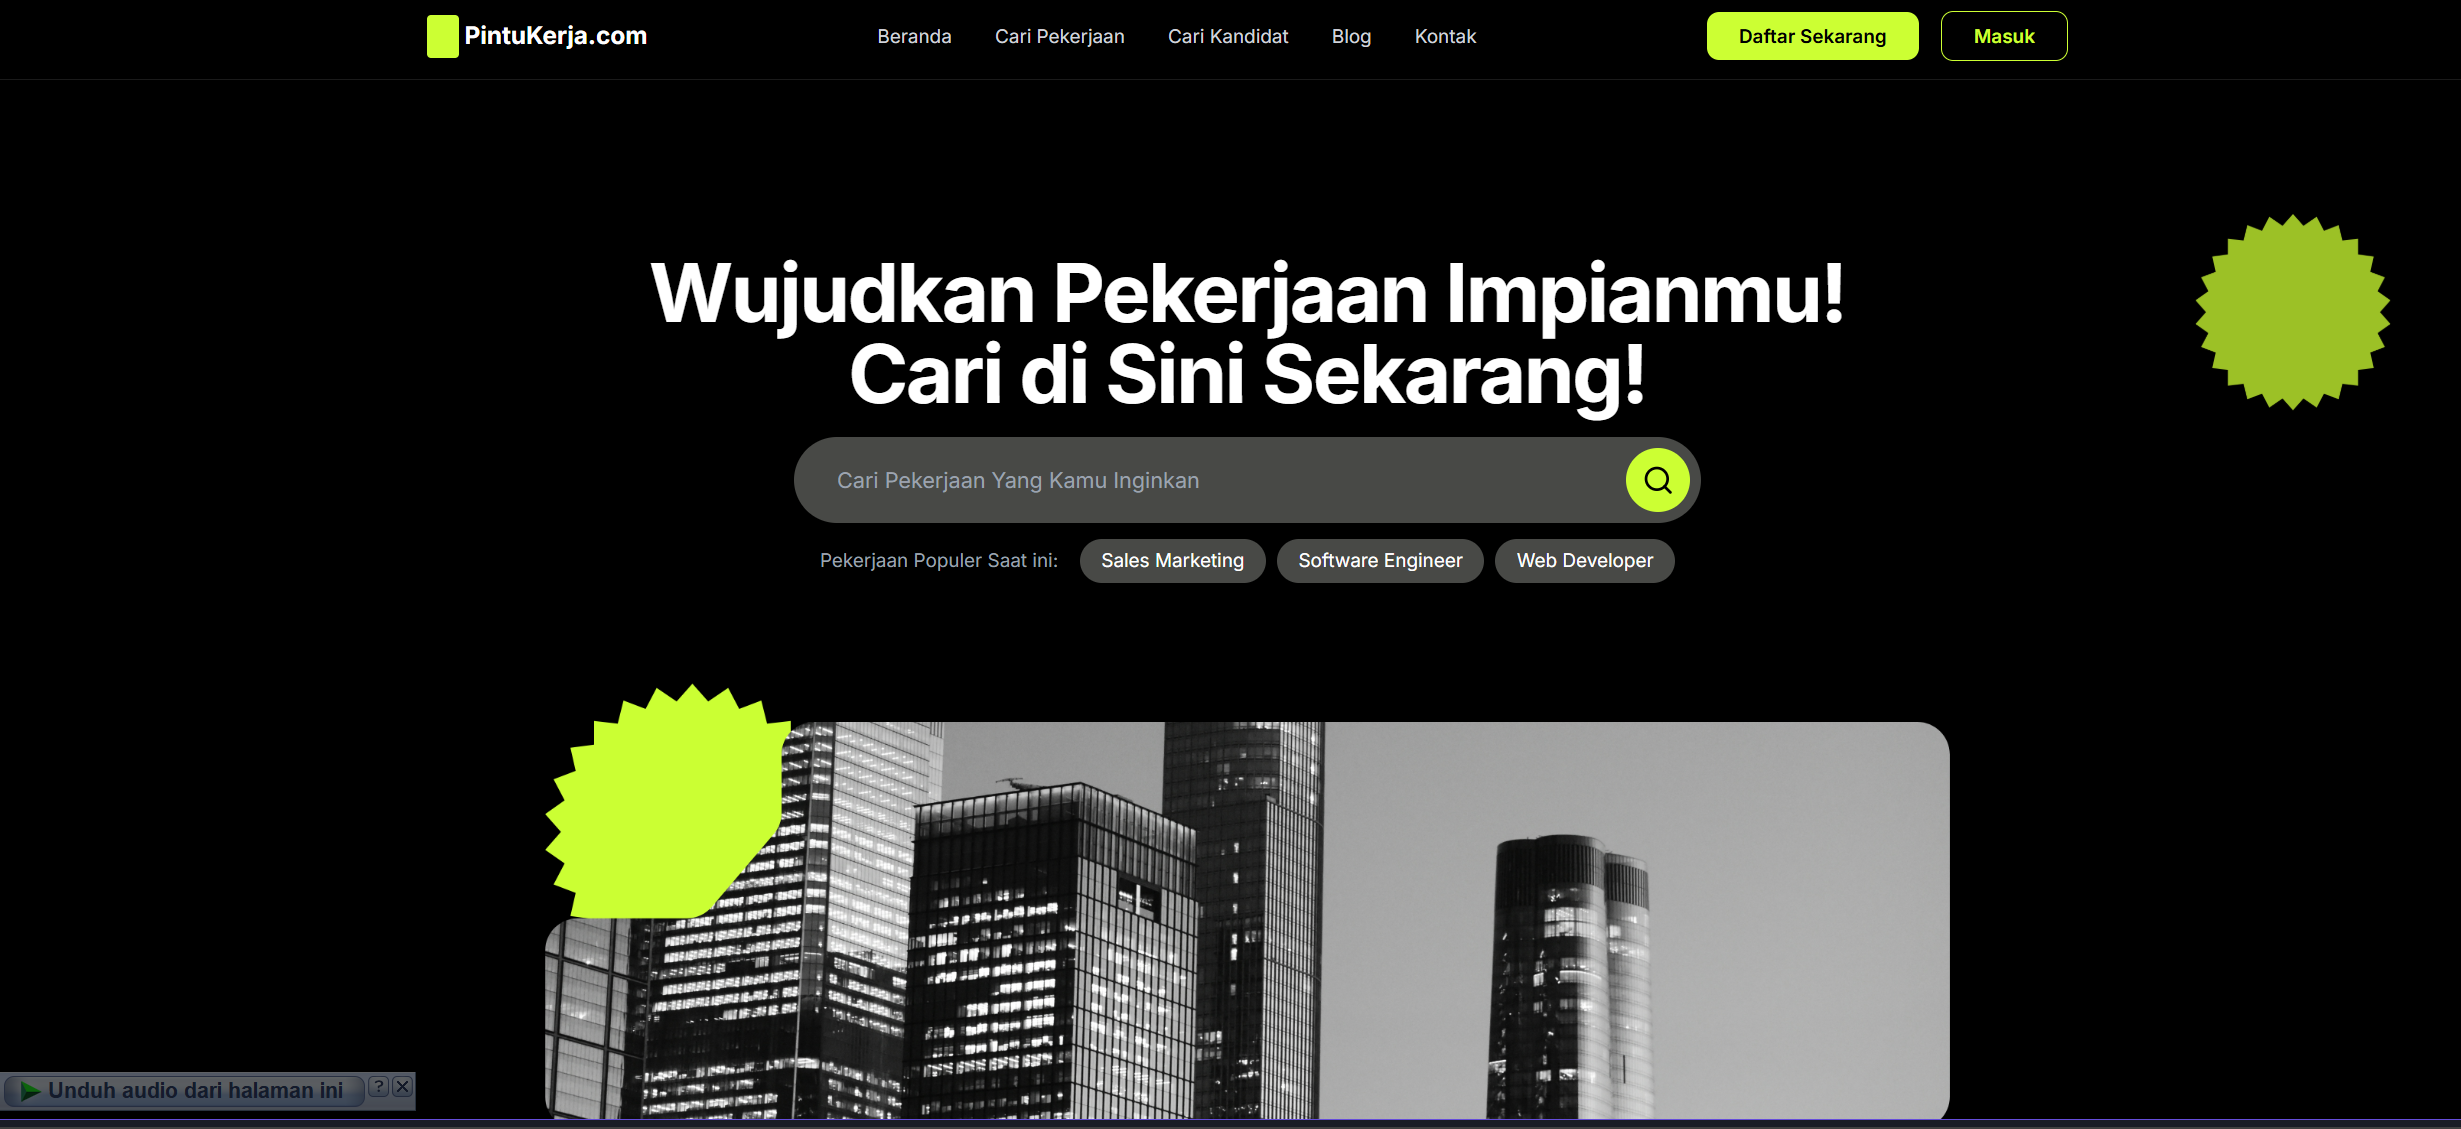 PintuKerja.com
Beranda
Cari Pekerjaan
Cari Kandidat
Blog
Kontak
Daftar Sekarang
Masuk
Wujudkan Pekerjaan Impianmu!
Cari di Sini Sekarang!
Cari Pekerjaan Yang Kamu Inginkan
Pekerjaan Populer Saat ini:
Sales Marketing
Software Engineer
Web Developer
Unduh audio dari halaman ini
?